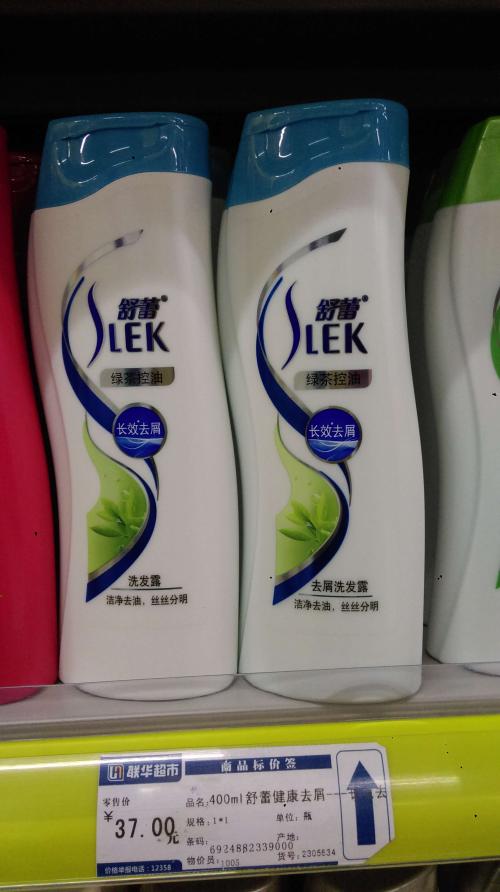 舒蕾®
SLEK
绿茶控油
长效去屑
洗发露
洁净去油，丝丝分明
舒蕾®
SLEK
绿茶控油
长效去屑
去屑洗发露
洁净去油，丝丝分明
联华超市
商品标价签
零售价
¥37.00元
价格举报电话：12358
品名：400ml舒蕾健康去屑
规格：1*1
单位：瓶
条码：6924882339000
产地：
物价员：1005
货号：2305634